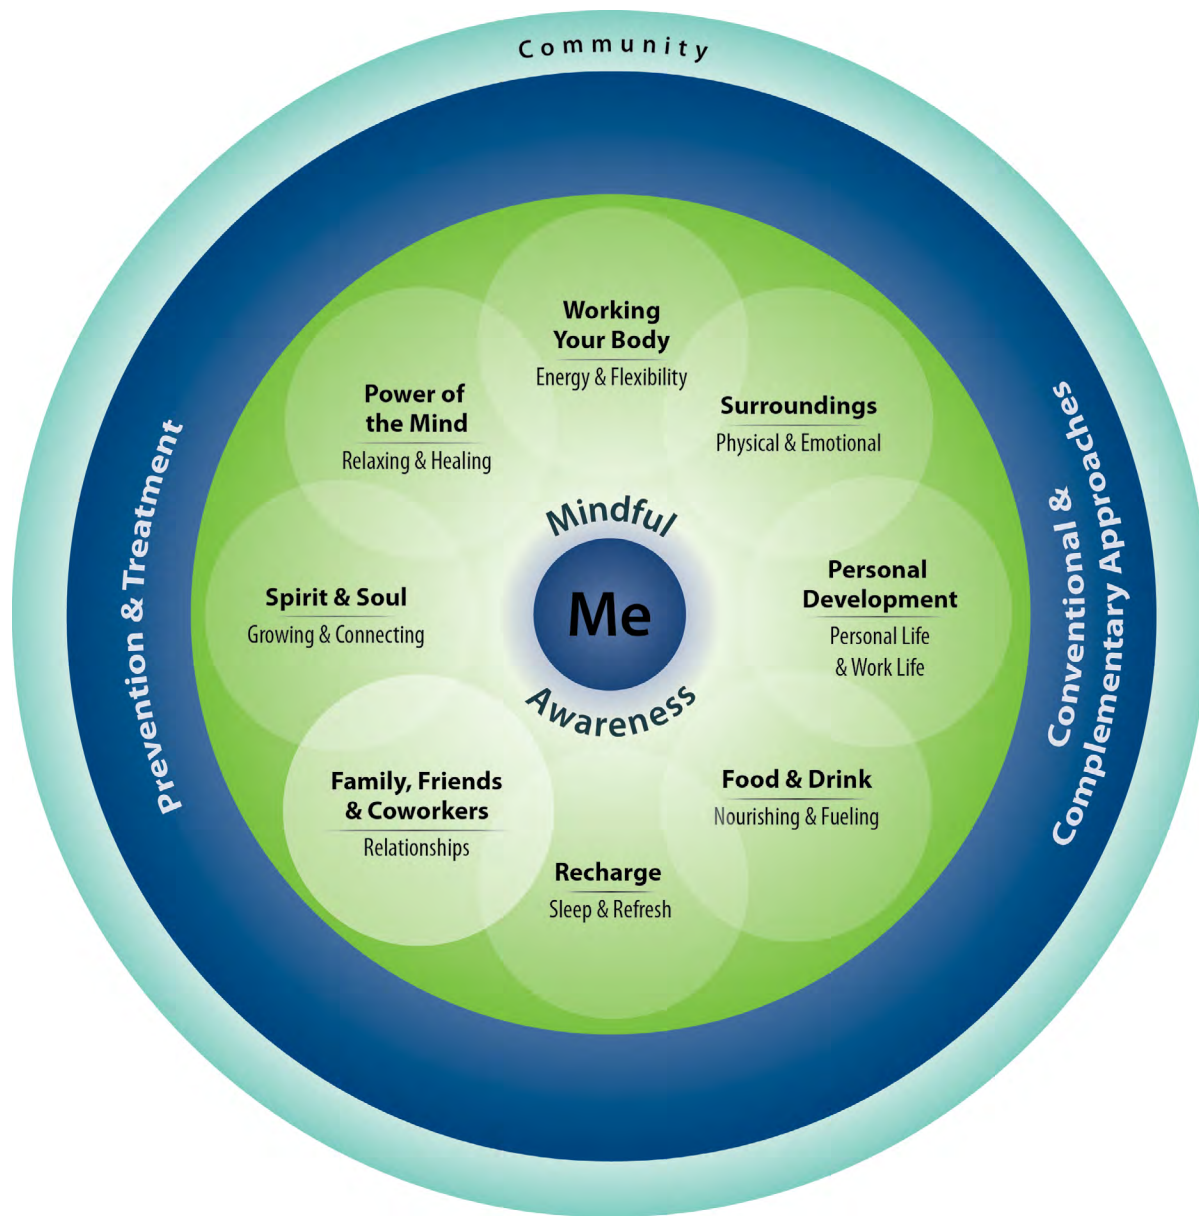 Community
Working
Your Body
Energy & Flexibility
Surroundings
Physical & Emotional
Personal
Development
Personal Life
& Work Life
Food & Drink
Nourishing & Fueling
Recharge
Sleep & Refresh
Family, Friends
& Coworkers
Relationships
Spirit & Soul
Growing & Connecting
Power of
the Mind
Relaxing & Healing
Mindful
Me
Awareness
Prevention & Treatment
Conventional &
Complementary Approaches